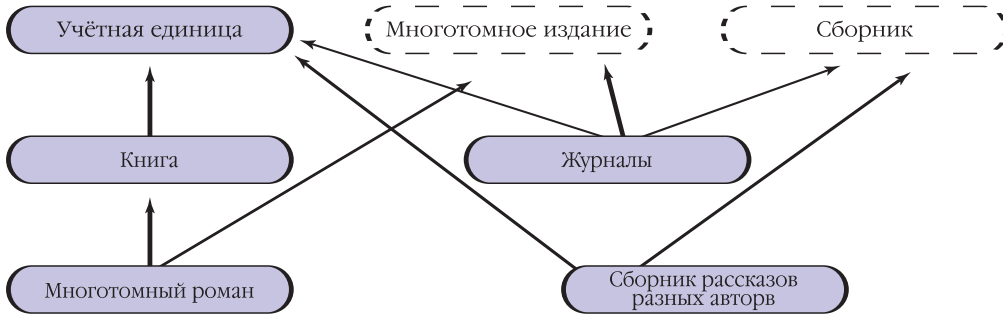 Учётная единица
Многотомное издание
Сборник
Книга
Журналы
Многотомный роман
Сборник рассказов
разных авторв